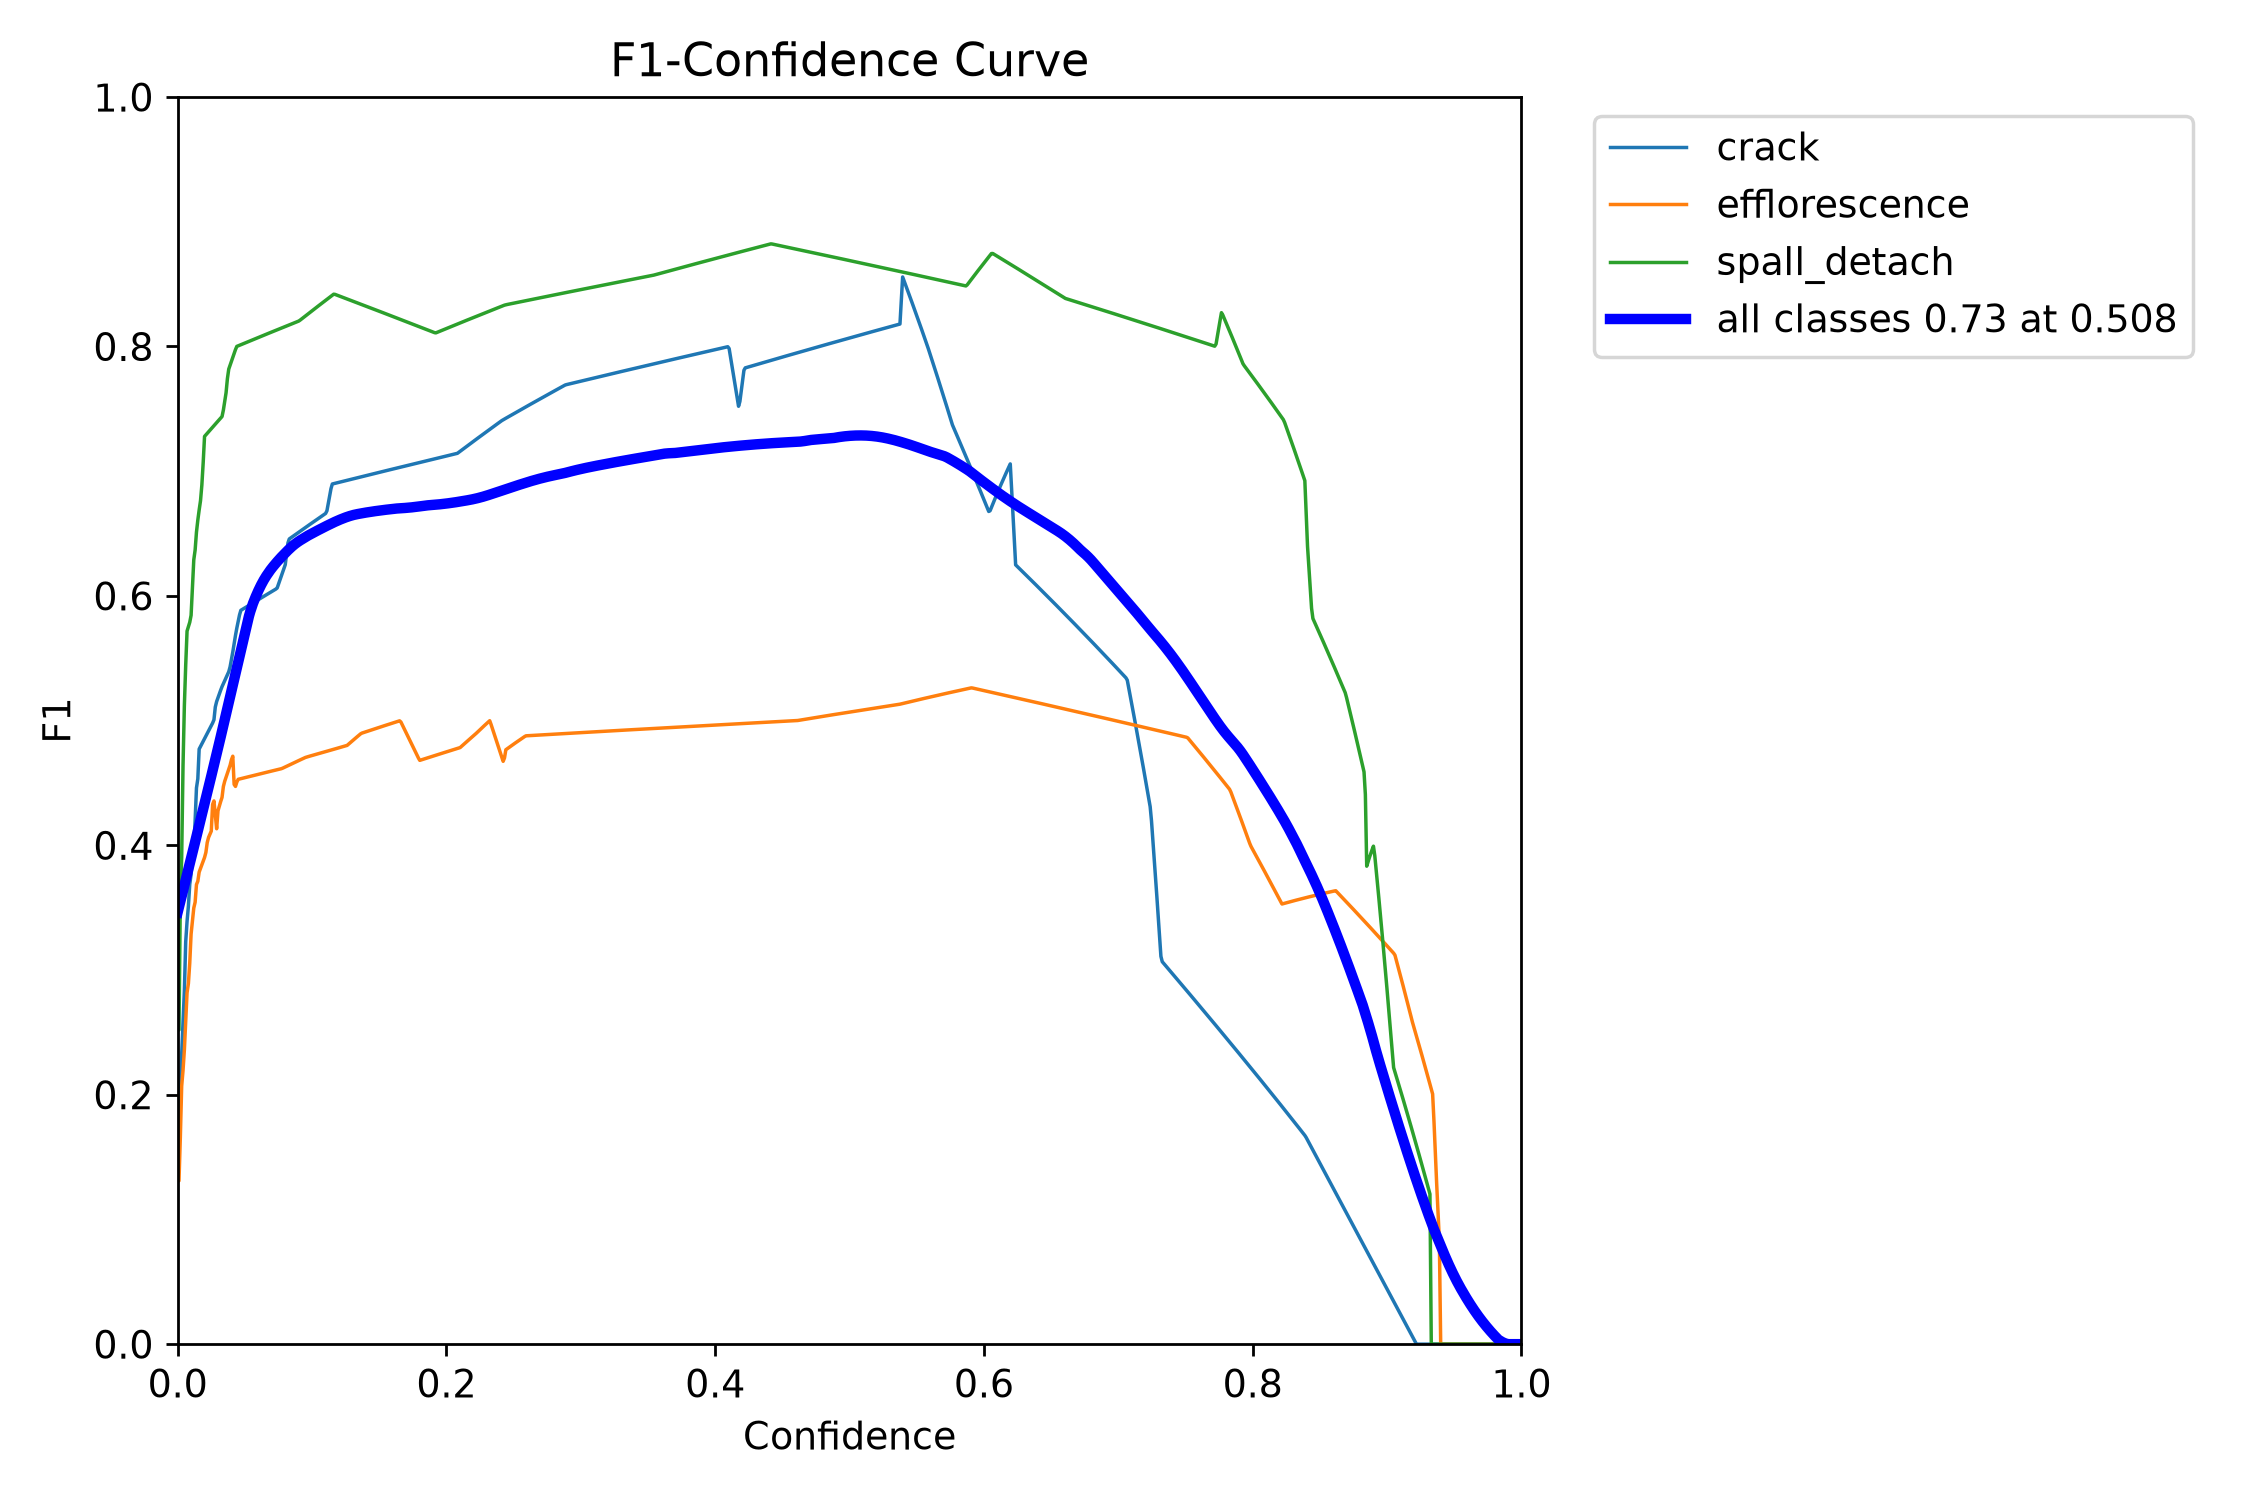 F1-Confidence Curve
crack
efflorescence
spall_detach
all classes 0.73 at 0.508
F1
1.0
0.8
0.6
0.4
0.2
0.0
0.0 0.2 0.4 0.6 0.8 1.0
Confidence